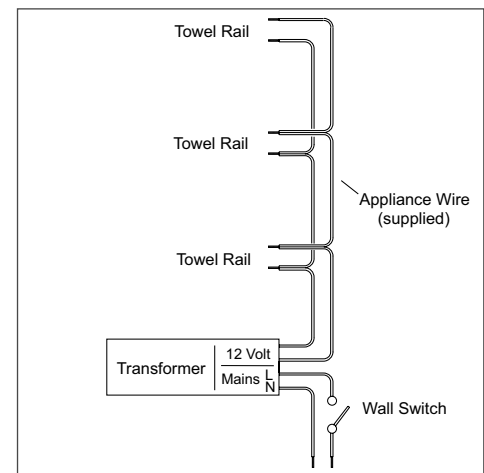 Towel Rail
Towel Rail
Appliance Wire
(supplied)
Towel Rail
Transformer
12 Volt
Mains L
N
Wall Switch